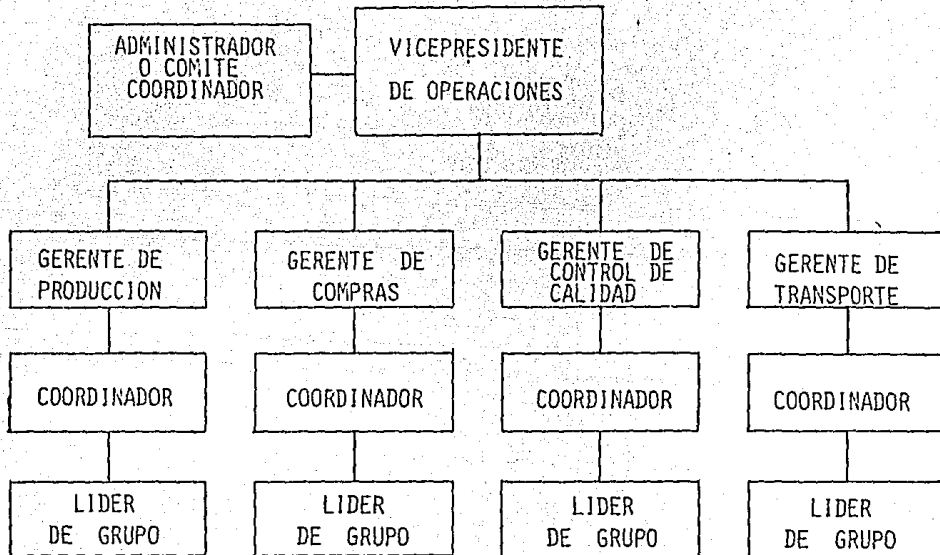 ADMINISTRADOR
O COMITE
COORDINADOR
VICEPRESIDENTE
DE OPERACIONES
GERENTE DE
PRODUCCION
GERENTE DE
COMPRAS
GERENTE DE
CONTROL DE
CALIDAD
GERENTE DE
TRANSPORTE
COORDINADOR
COORDINADOR
COORDINADOR
COORDINADOR
LIDER
DE GRUPO
LIDER
DE GRUPO
LIDER
DE GRUPO
LIDER
DE GRUPO